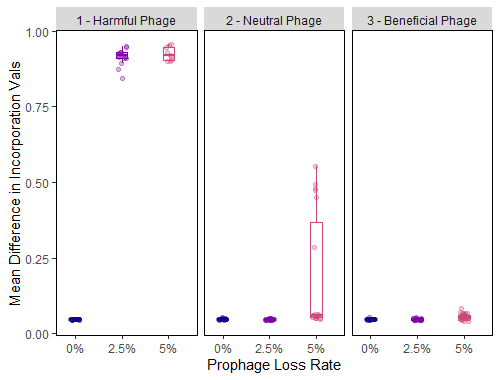 1 - Harmful Phage 2 - Neutral Phage 3 - Beneficial Phage
Mean Difference in Incorporation Vals
1.00
0.75
0.50
0.25
0.00
0% 2.5% 5% 0% 2.5% 5% 0% 2.5% 5%
Prophage Loss Rate